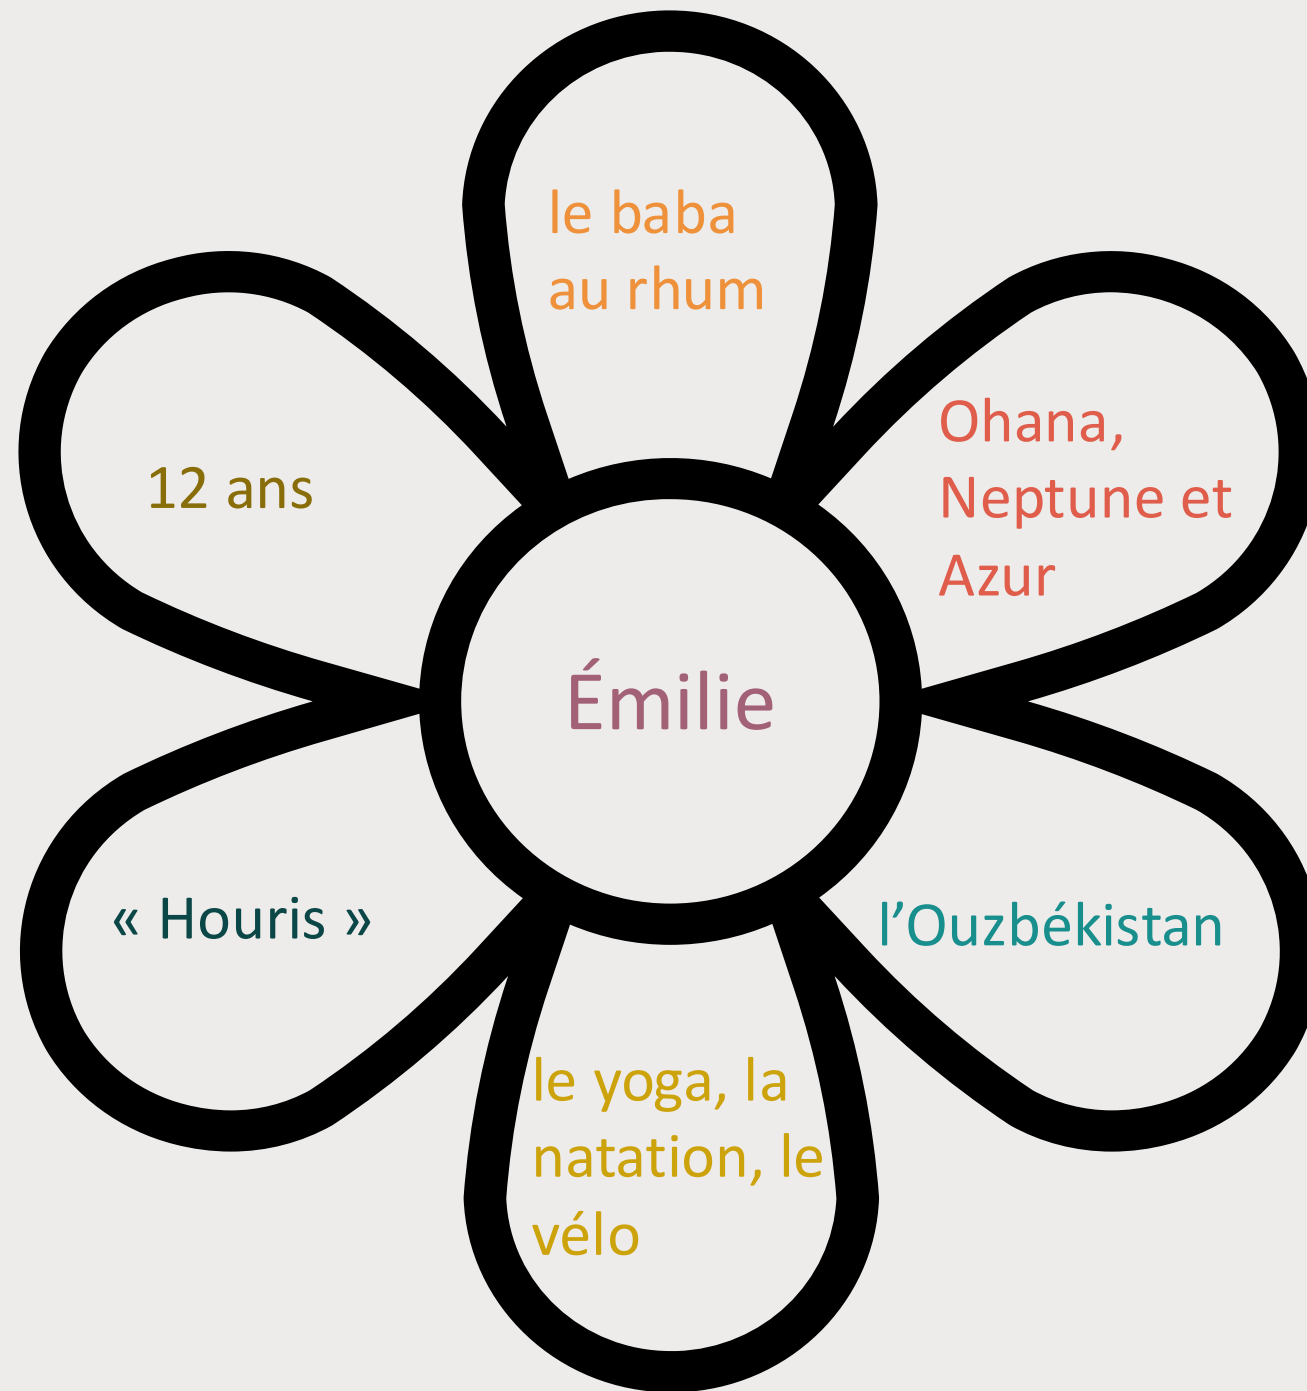 le baba
au rhum
Ohana,
Neptune et
Azur
12 ans
Émilie
« Houris »
l’Ouzbékistan
le yoga, la
natation, le
vélo